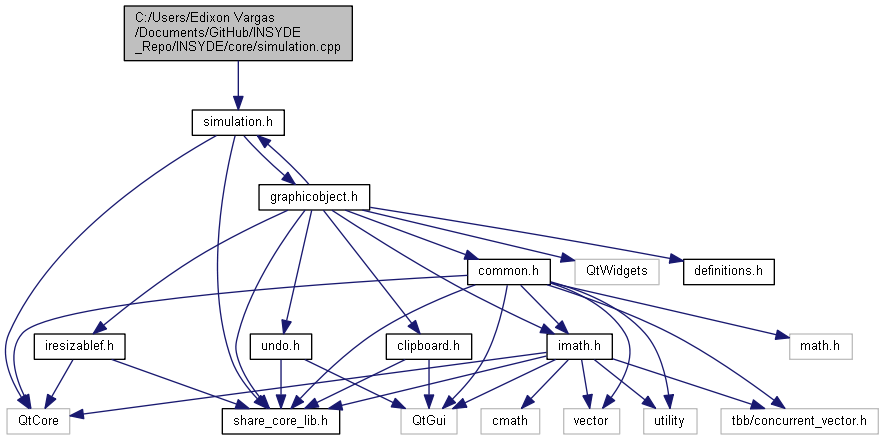 C:/Users/Edixon Vargas
/Documents/GitHub/INSYDE
_Repo/INSYDE/core/simulation.cpp
simulation.h
graphicobject.h
common.h
QtWidgets
definitions.h
iresizablef.h
undo.h
clipboard.h
imath.h
math.h
QtCore
share_core_lib.h
QtGui
cmath
vector
utility
tbb/concurrent_vector.h